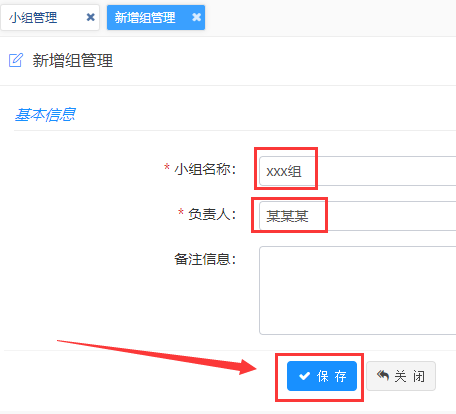 小组管理 新增组管理
新增组管理
基本信息
* 小组名称: xxx组
* 负责人: 某某某
备注信息:
保 存 关 闭